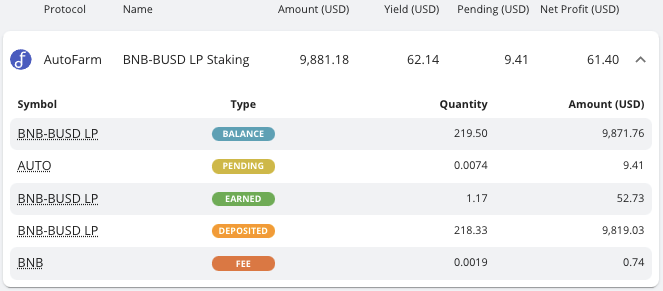 Protocol Name Amount (USD) Yield (USD) Pending (USD) Net Profit (USD)
AutoFarm BNB-BUSD LP Staking 9,881.18 62.14 9.41 61.40
Symbol Type Quantity Amount (USD)
BNB-BUSD LP BALANCE 219.50 9,871.76
AUTO PENDING 0.0074 9.41
BNB-BUSD LP EARNED 1.17 52.73
BNB-BUSD LP DEPOSITED 218.33 9,819.03
BNB FEE 0.0019 0.74